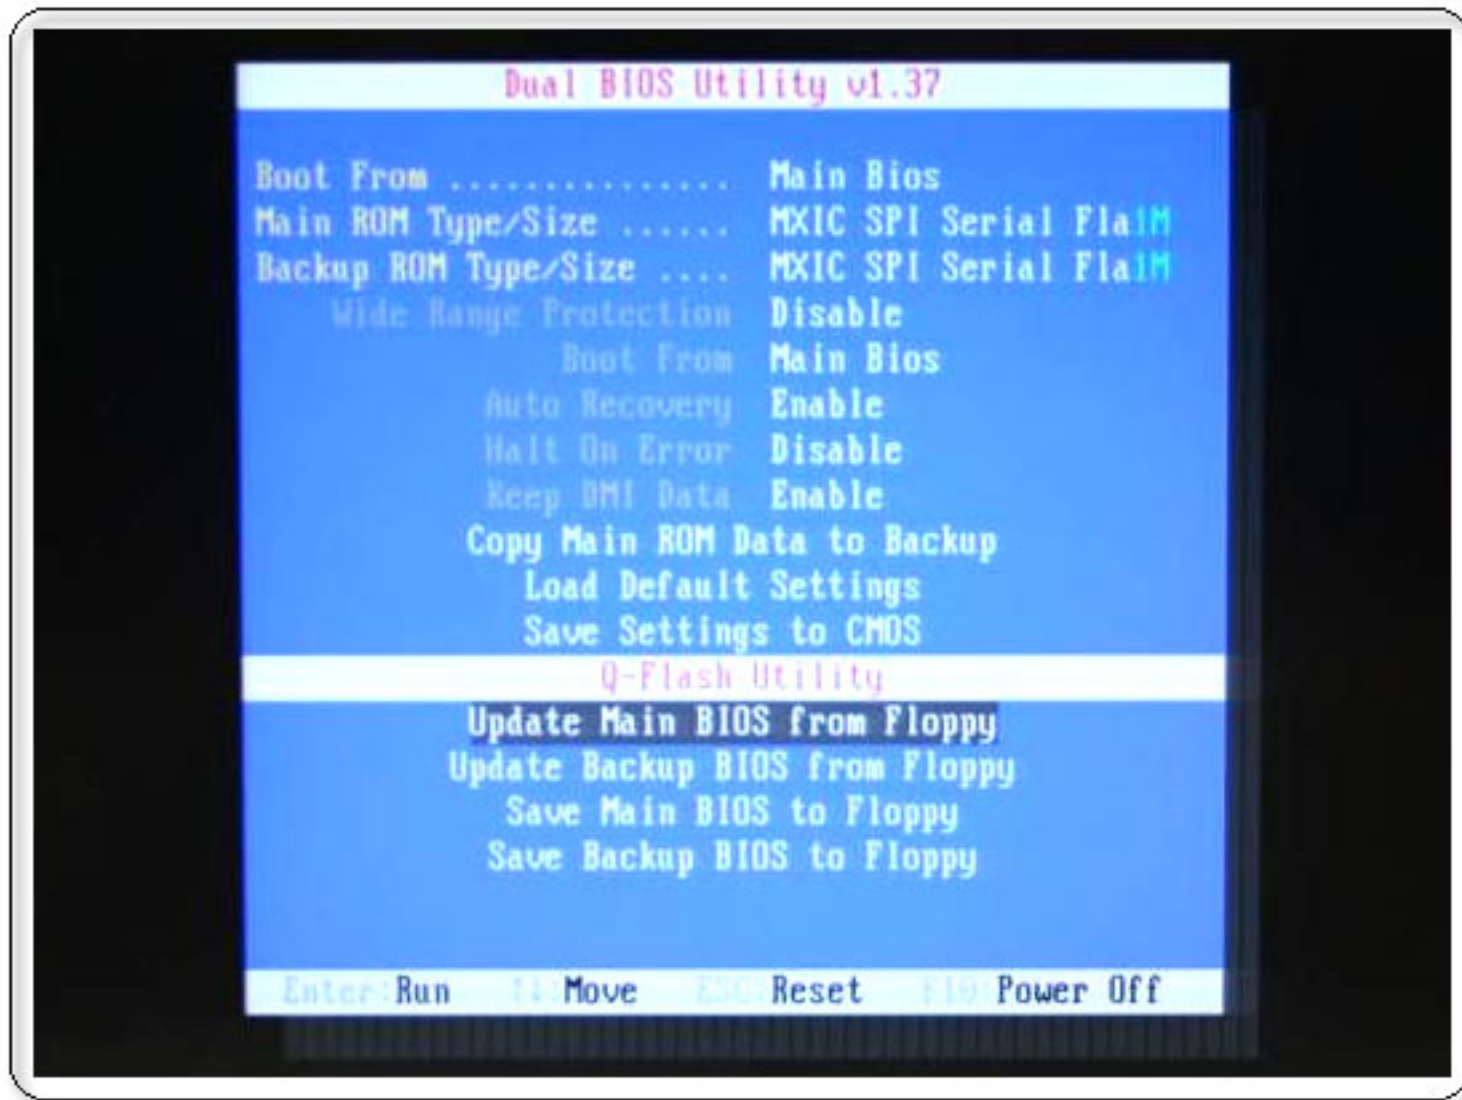 Dual BIOS Utility v1.37
Boot From ............... Main Bios
Main ROM Type/Size ...... MXIC SPI Serial Fla1M
Backup ROM Type/Size .... MXIC SPI Serial Fla1M
Wide Range Protection Disable
Boot From Main Bios
Auto Recovery Enable
Halt On Error Disable
Keep DMI Data Enable
Copy Main ROM Data to Backup
Load Default Settings
Save Settings to CMOS
Q-Flash Utility
Update Main BIOS from Floppy
Update Backup BIOS from Floppy
Save Main BIOS to Floppy
Save Backup BIOS to Floppy
Enter:Run ↑↓:Move ESC:Reset F10:Power Off